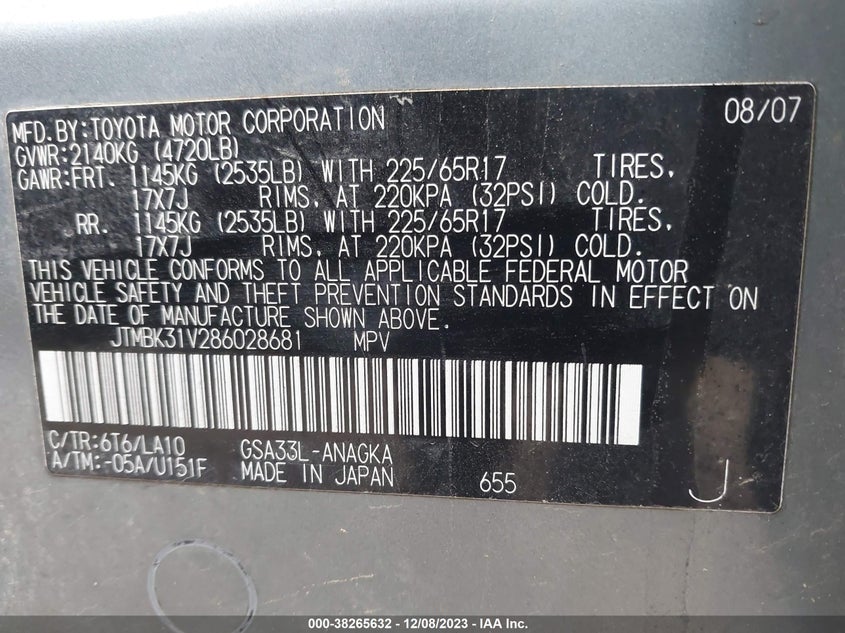 MFD.BY:TOYOTA MOTOR CORPORATION 08/07
GVWR:2140KG (4720LB)
GAWR:FRT. 1145KG (2535LB) WITH 225/65R17 TIRES,
17X7J RIMS, AT 220KPA (32PSI) COLD.
RR. 1145KG (2535LB) WITH 225/65R17 TIRES,
17X7J RIMS, AT 220KPA (32PSI) COLD.
THIS VEHICLE CONFORMS TO ALL APPLICABLE FEDERAL MOTOR
VEHICLE SAFETY AND THEFT PREVENTION STANDARDS IN EFFECT ON
THE DATE OF MANUFACTURE SHOWN ABOVE.
JTMBK31V286028681 MPV
C/TR:6T6/LA10 GSA33L-ANAGKA
A/TM:-05A/U151F MADE IN JAPAN 655 J
000-38265632 - 12/08/2023 - IAA Inc.